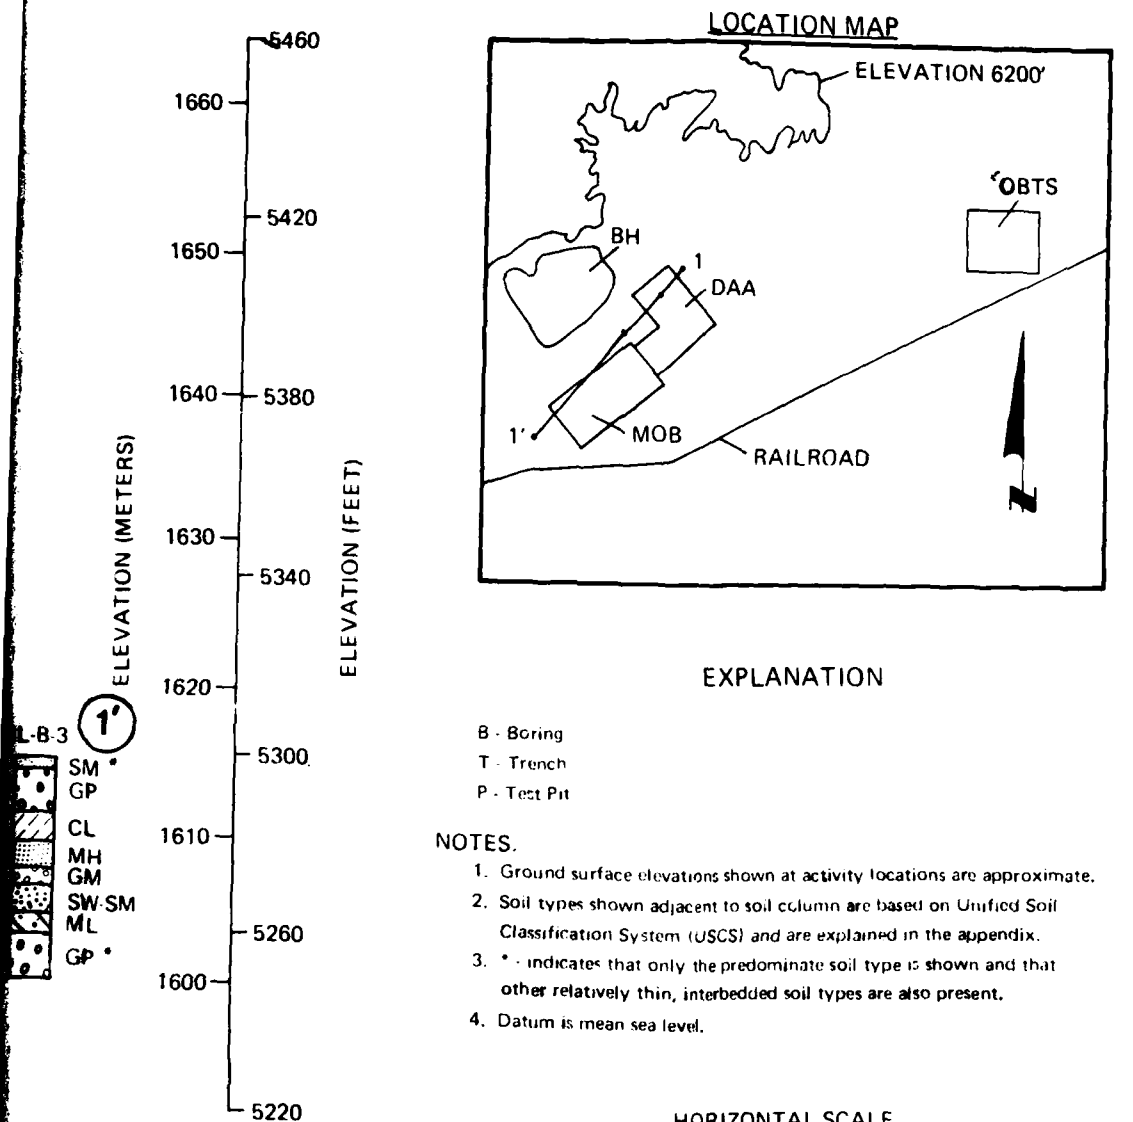 LOCATION MAP
ELEVATION 6200'
OBTS
BH
1
DAA
1'
MOB
RAILROAD
N
5460
1660
5420
1650
1640
5380
1630
5340
1620
5300
1610
5260
1600
5220
ELEVATION (METERS)
ELEVATION (FEET)
1'
L-B-3
SM *
GP
CL
MH
GM
SW-SM
ML
GP *
EXPLANATION
B - Boring
T - Trench
P - Test Pit
NOTES.
1. Ground surface elevations shown at activity locations are approximate.
2. Soil types shown adjacent to soil column are based on Unified Soil
Classification System (USCS) and are explained in the appendix.
3. * - indicates that only the predominate soil type is shown and that
other relatively thin, interbedded soil types are also present.
4. Datum is mean sea level.
HORIZONTAL SCALE